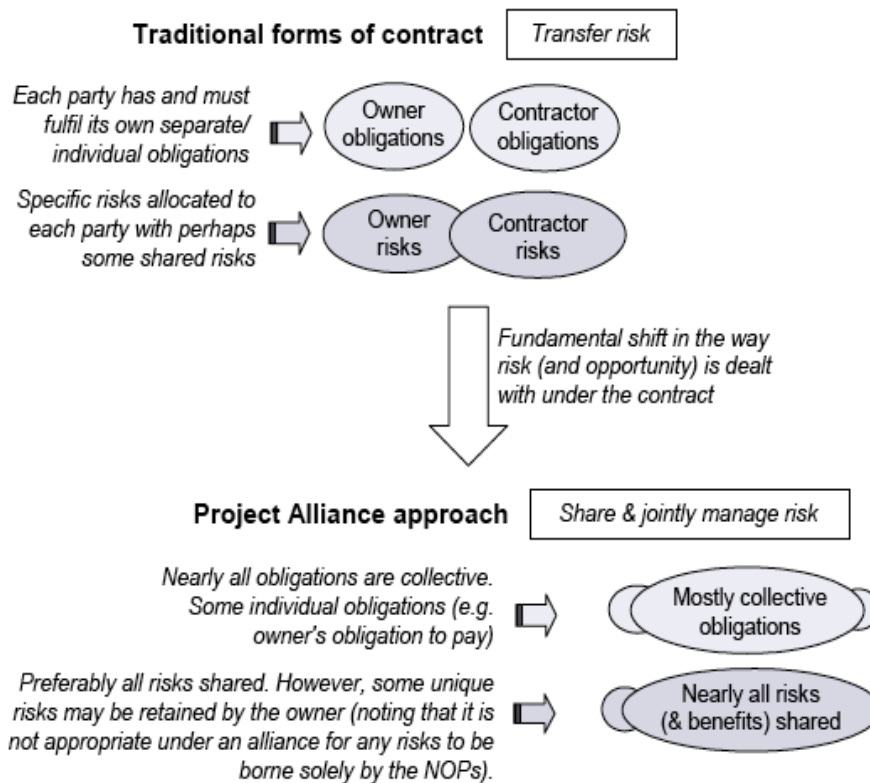 Traditional forms of contract
Transfer risk
Each party has and must
fulfil its own separate/
individual obligations
Owner
obligations
Contractor
obligations
Specific risks allocated to
each party with perhaps
some shared risks
Owner
risks
Contractor
risks
Fundamental shift in the way
risk (and opportunity) is dealt
with under the contract
Project Alliance approach
Share & jointly manage risk
Nearly all obligations are collective.
Some individual obligations (e.g.
owner's obligation to pay)
Mostly collective
obligations
Preferably all risks shared. However, some unique
risks may be retained by the owner (noting that it is
not appropriate under an alliance for any risks to be
borne solely by the NOPs).
Nearly all risks
(& benefits) shared